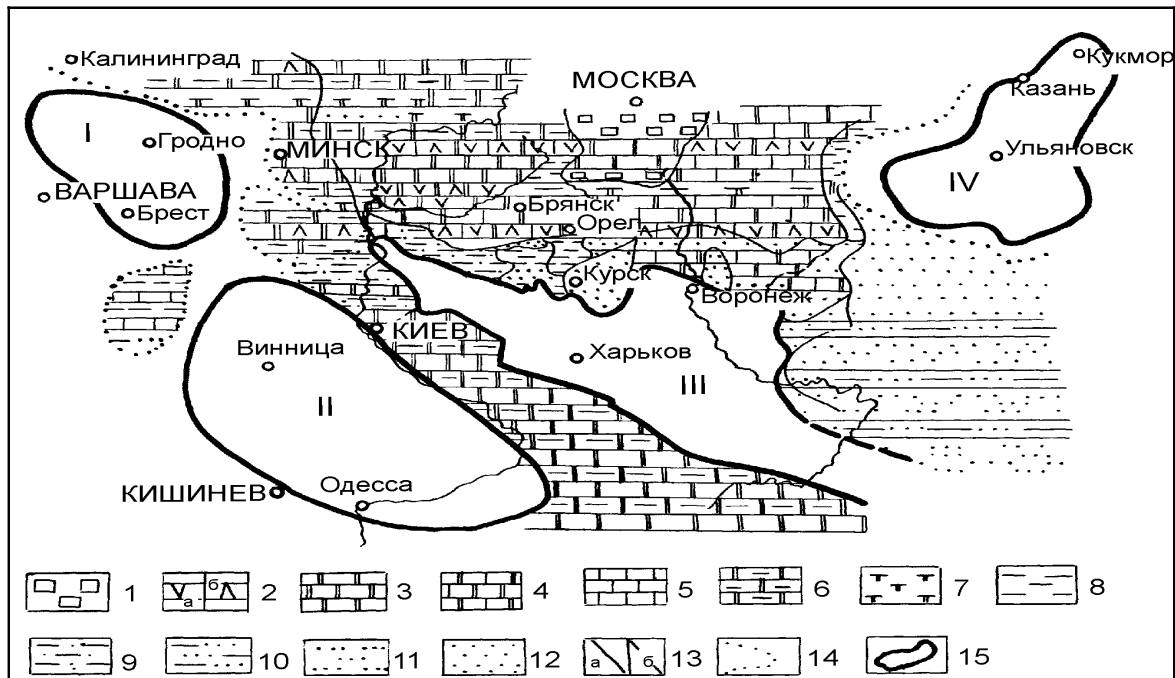 Калининград
МОСКВА
Кукмор
Казань
I
Гродно
МИНСК
Ульяновск
ВАРШАВА
IV
Брест
Брянск
Орел
Курск
Воронеж
КИЕВ
Винница
Харьков
III
II
КИШИНЕВ
Одесса
а б 2
1
3
4
5
6
7
8
9
10
11
12
а б 13
14
15